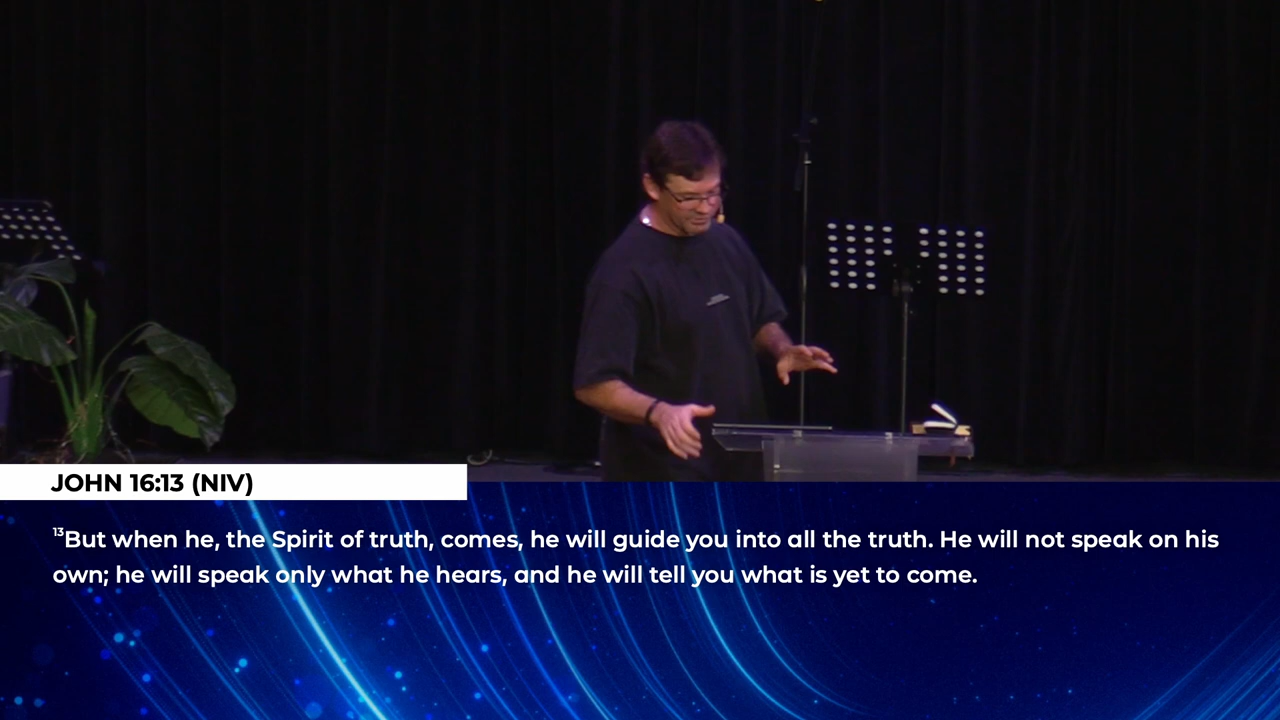 JOHN 16:13 (NIV)
¹³But when he, the Spirit of truth, comes, he will guide you into all the truth. He will not speak on his
own; he will speak only what he hears, and he will tell you what is yet to come.